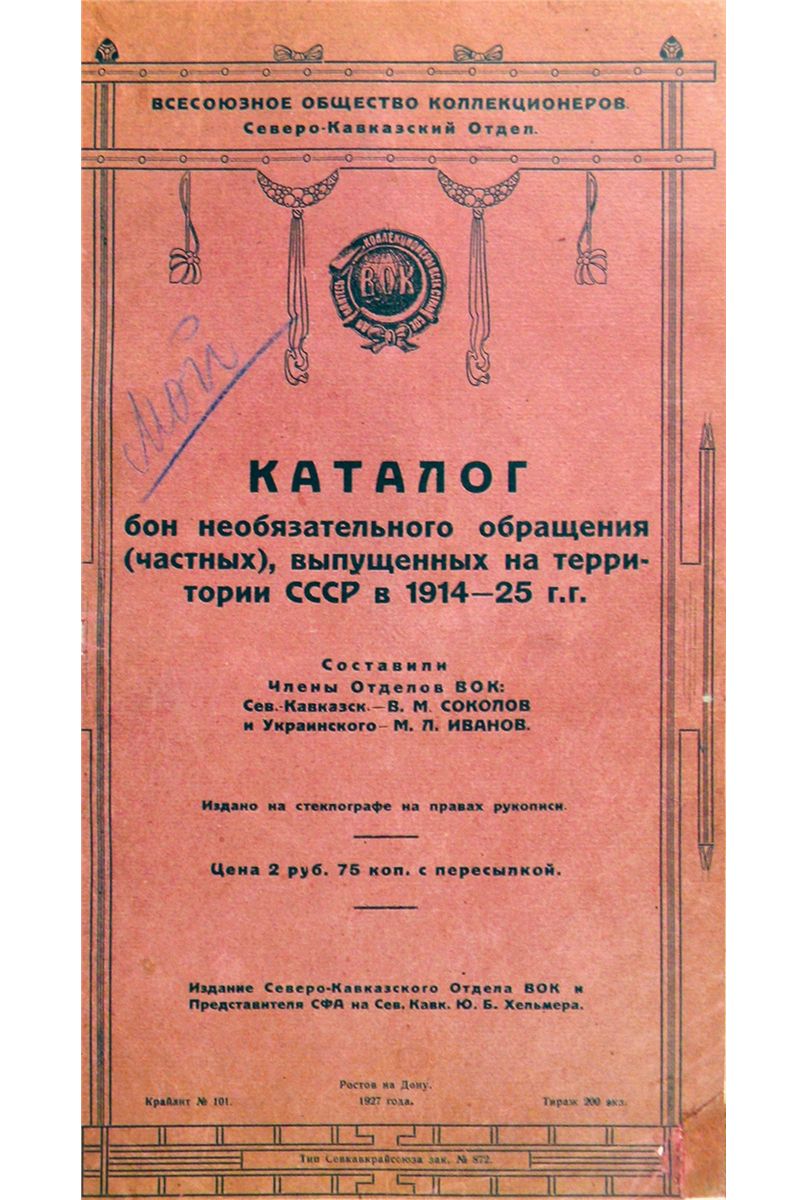 ВСЕСОЮЗНОЕ ОБЩЕСТВО КОЛЛЕКЦИОНЕРОВ.
Северо-Кавказский Отдел.
ВОК
Мой
КАТАЛОГ
бон необязательного обращения
(частных), выпущенных на терри-
тории СССР в 1914—25 г.г.
Составили
Члены Отделов ВОК:
Сев.-Кавказск.—В. М. СОКОЛОВ
и Украинского—М. Л. ИВАНОВ.
Издано на стеклографе на правах рукописи.
Цена 2 руб. 75 коп. с пересылкой.
Издание Северо-Кавказского Отдела ВОК и
Представителя СФА на Сев. Кавк. Ю. Б. Хельмера.
Ростов на Дону.
Крайлит № 101. 1927 года. Тираж 200 экз.
Тип Севкавкрайсоюза зак. № 872.